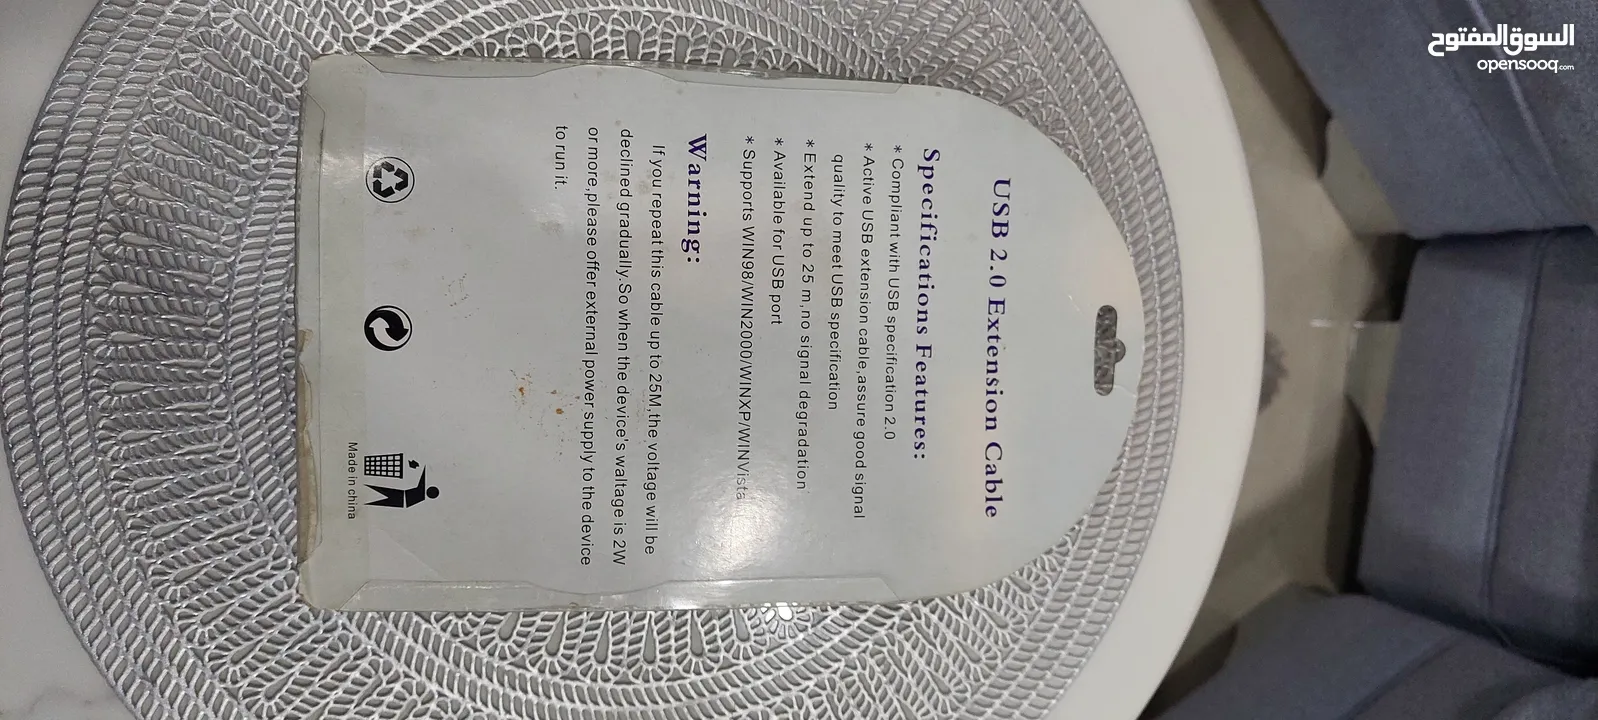 السوق المفتوح
opensooq.com
USB 2.0 Extension Cable
Specifications Features:
* Compliant with USB specification 2.0
* Active USB extension cable,assure good signal
quality to meet USB specification
* Extend up to 25 m,no signal degradation
* Available for USB port
* Supports WIN98/WIN2000/WINXP/WINVista
Warning:
If you repeat this cable up to 25M,the voltage will be
declined gradually.So when the device's waltage is 2W
or more,please offer external power supply to the device
to run it.
Made in china